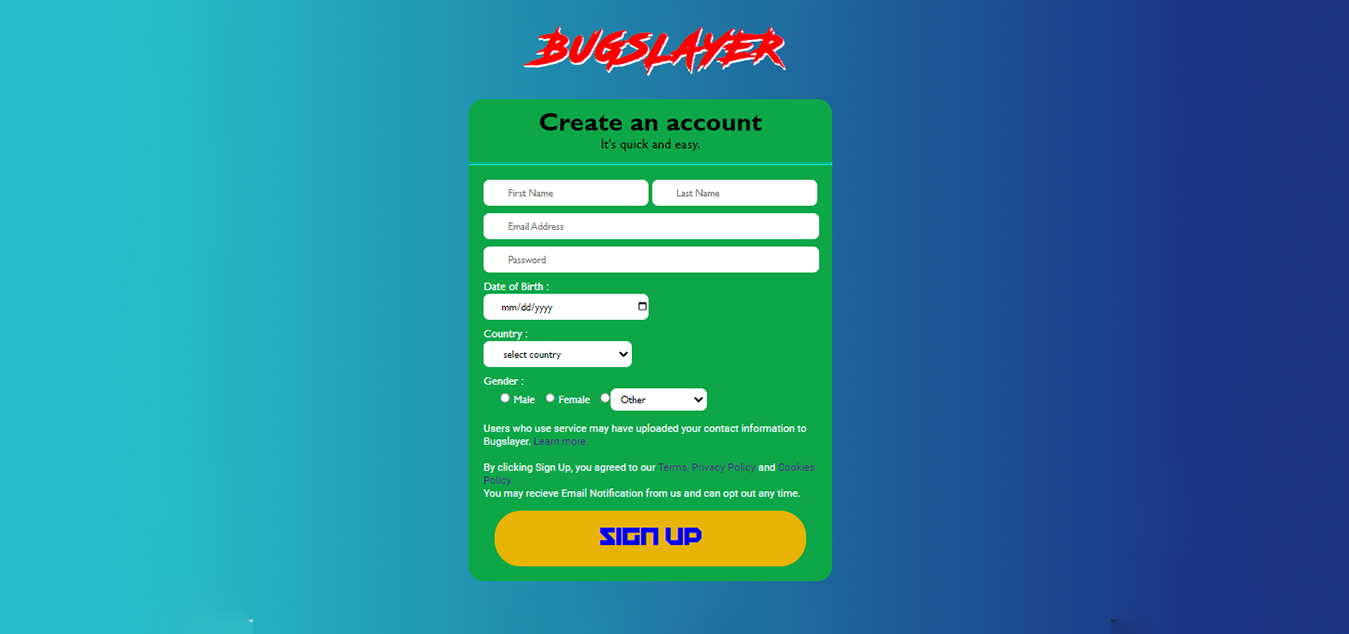 BUGSLAYER
Create an account
It's quick and easy.
First Name Last Name
Email Address
Password
Date of Birth :
mm/dd/yyyy
Country :
select country
Gender :
Male Female Other
Users who use service may have uploaded your contact information to
Bugslayer. Learn more.
By clicking Sign Up, you agreed to our Terms, Privacy Policy and Cookies
Policy.
You may recieve Email Notification from us and can opt out any time.
SIGN UP